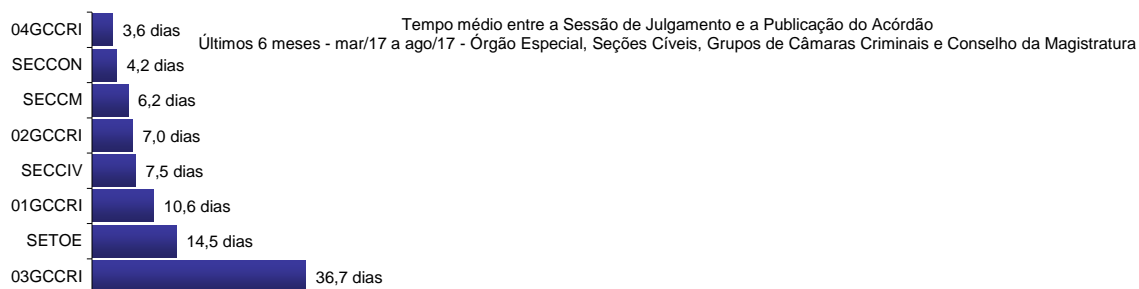 Tempo médio entre a Sessão de Julgamento e a Publicação do Acórdão
Últimos 6 meses - mar/17 a ago/17 - Órgão Especial, Seções Cíveis, Grupos de Câmaras Criminais e Conselho da Magistratura
04GCCRI 3,6 dias
SECCON 4,2 dias
SECCM 6,2 dias
02GCCRI 7,0 dias
SECCIV 7,5 dias
01GCCRI 10,6 dias
SETOE 14,5 dias
03GCCRI 36,7 dias